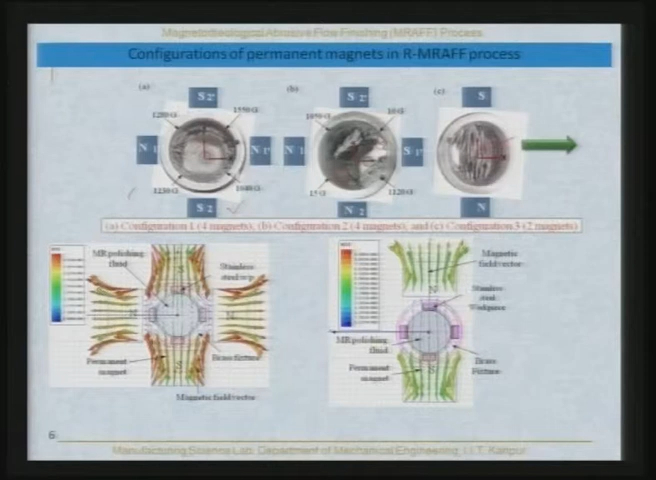 Magnetorheological Abrasive Flow Finishing (MRAFF) Process
Configurations of permanent magnets in R-MRAFF process
(a)
(b)
(c)
S 2'
S 2'
S
N 1
N 1'
N 1
S 1'
S 2
N 2
N
(a) Configuration 1 (4 magnets), (b) Configuration 2 (4 magnets), and (c) Configuration 3 (2 magnets)
MR polishing
fluid
Stainless
steel w/p
Permanent
magnet
Brass fixture
Magnetic field vector
Magnetic
field vector
Stainless
steel
Workpiece
MR polishing
fluid
Permanent
magnet
Brass
Fixture
6
Manufacturing Science Lab, Department of Mechanical Engineering, I.I.T. Kanpur